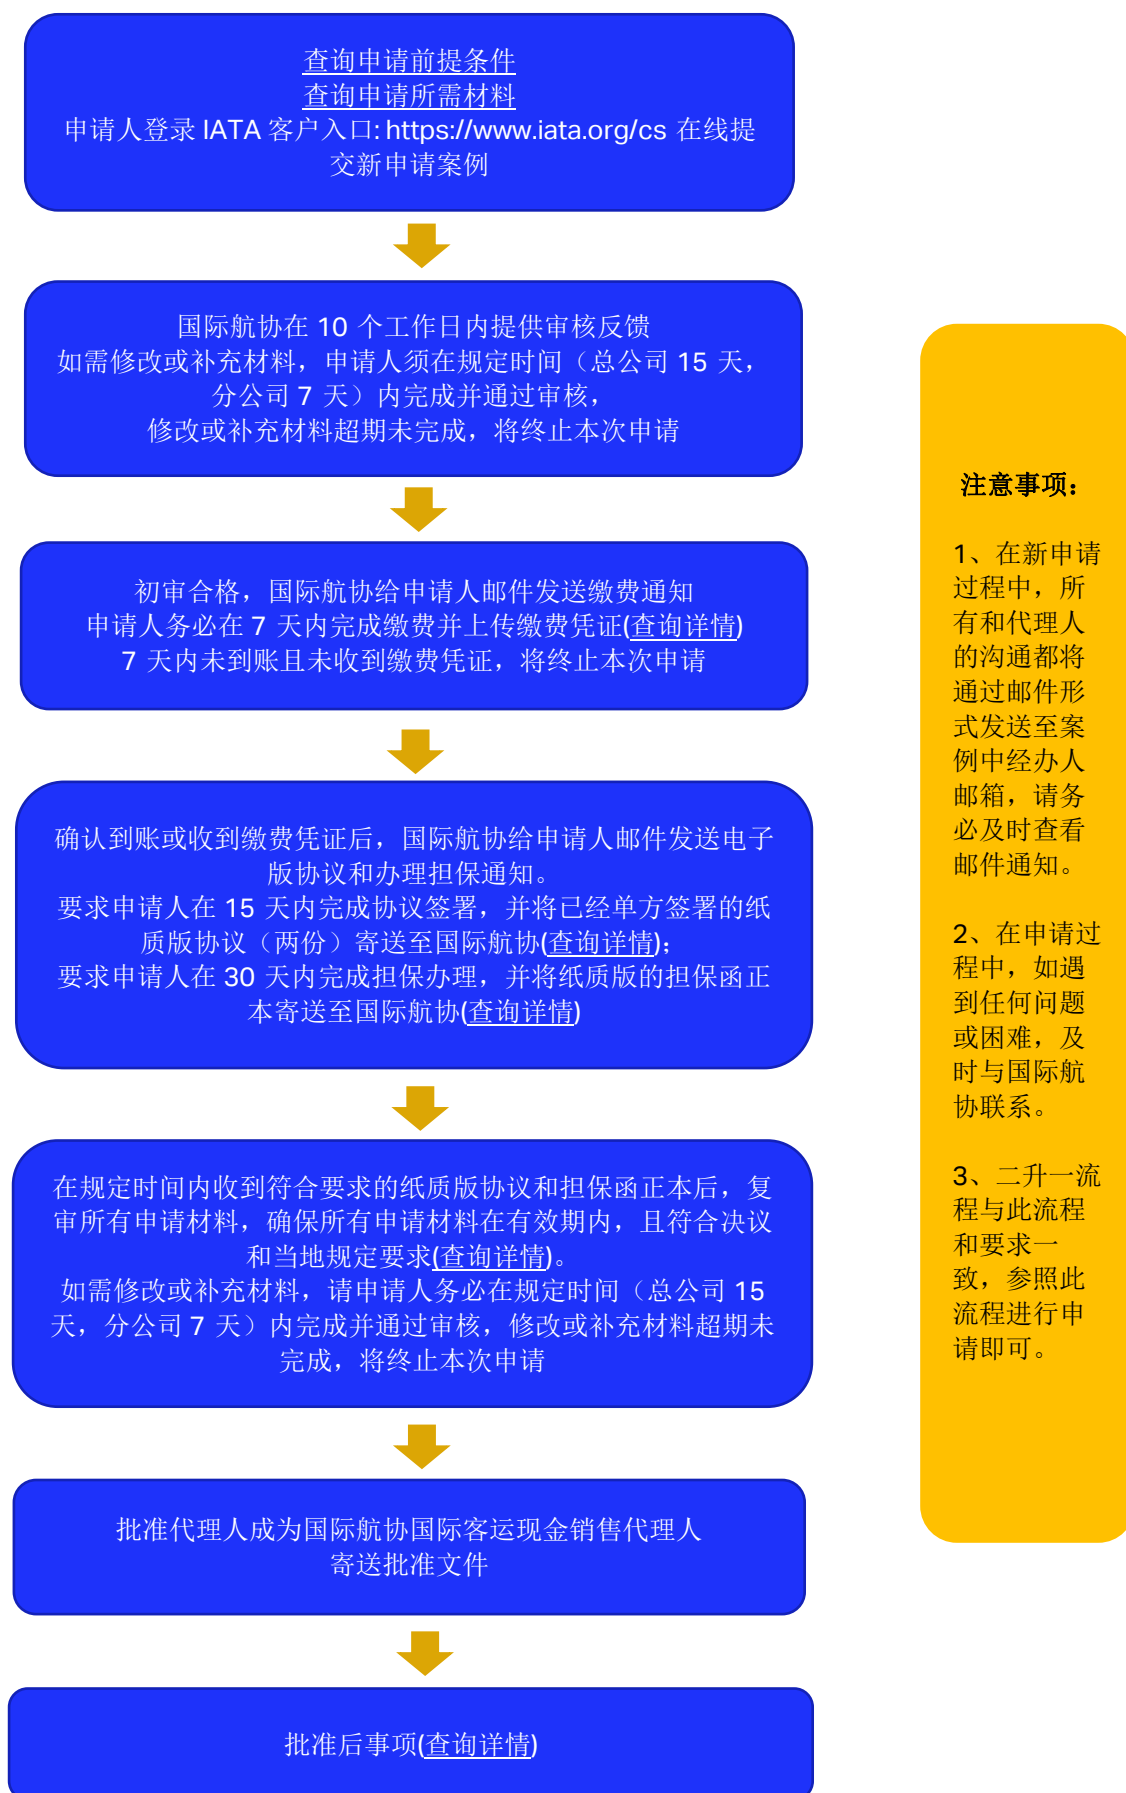 查询申请前提条件
查询申请所需材料
申请人登录 IATA 客户入口: https://www.iata.org/cs 在线提
交新申请案例
国际航协在 10 个工作日内提供审核反馈
如需修改或补充材料，申请人须在规定时间（总公司 15 天，
分公司 7 天）内完成并通过审核，
修改或补充材料超期未完成，将终止本次申请
初审合格，国际航协给申请人邮件发送缴费通知
申请人务必在 7 天内完成缴费并上传缴费凭证(查询详情)
7 天内未到账且未收到缴费凭证，将终止本次申请
确认到账或收到缴费凭证后，国际航协给申请人邮件发送电子
版协议和办理担保通知。
要求申请人在 15 天内完成协议签署，并将已经单方签署的纸
质版协议（两份）寄送至国际航协(查询详情)；
要求申请人在 30 天内完成担保办理，并将纸质版的担保函正
本寄送至国际航协(查询详情)
在规定时间内收到符合要求的纸质版协议和担保函正本后，复
审所有申请材料，确保所有申请材料在有效期内，且符合决议
和当地规定要求(查询详情)。
如需修改或补充材料，请申请人务必在规定时间（总公司 15
天，分公司 7 天）内完成并通过审核，修改或补充材料超期未
完成，将终止本次申请
批准代理人成为国际航协国际客运现金销售代理人
寄送批准文件
批准后事项(查询详情)
注意事项：
1、在新申请
过程中，所
有和代理人
的沟通都将
通过邮件形
式发送至案
例中经办人
邮箱，请务
必及时查看
邮件通知。
2、在申请过
程中，如遇
到任何问题
或困难，及
时与国际航
协联系。
3、二升一流
程与此流程
和要求一
致，参照此
流程进行申
请即可。